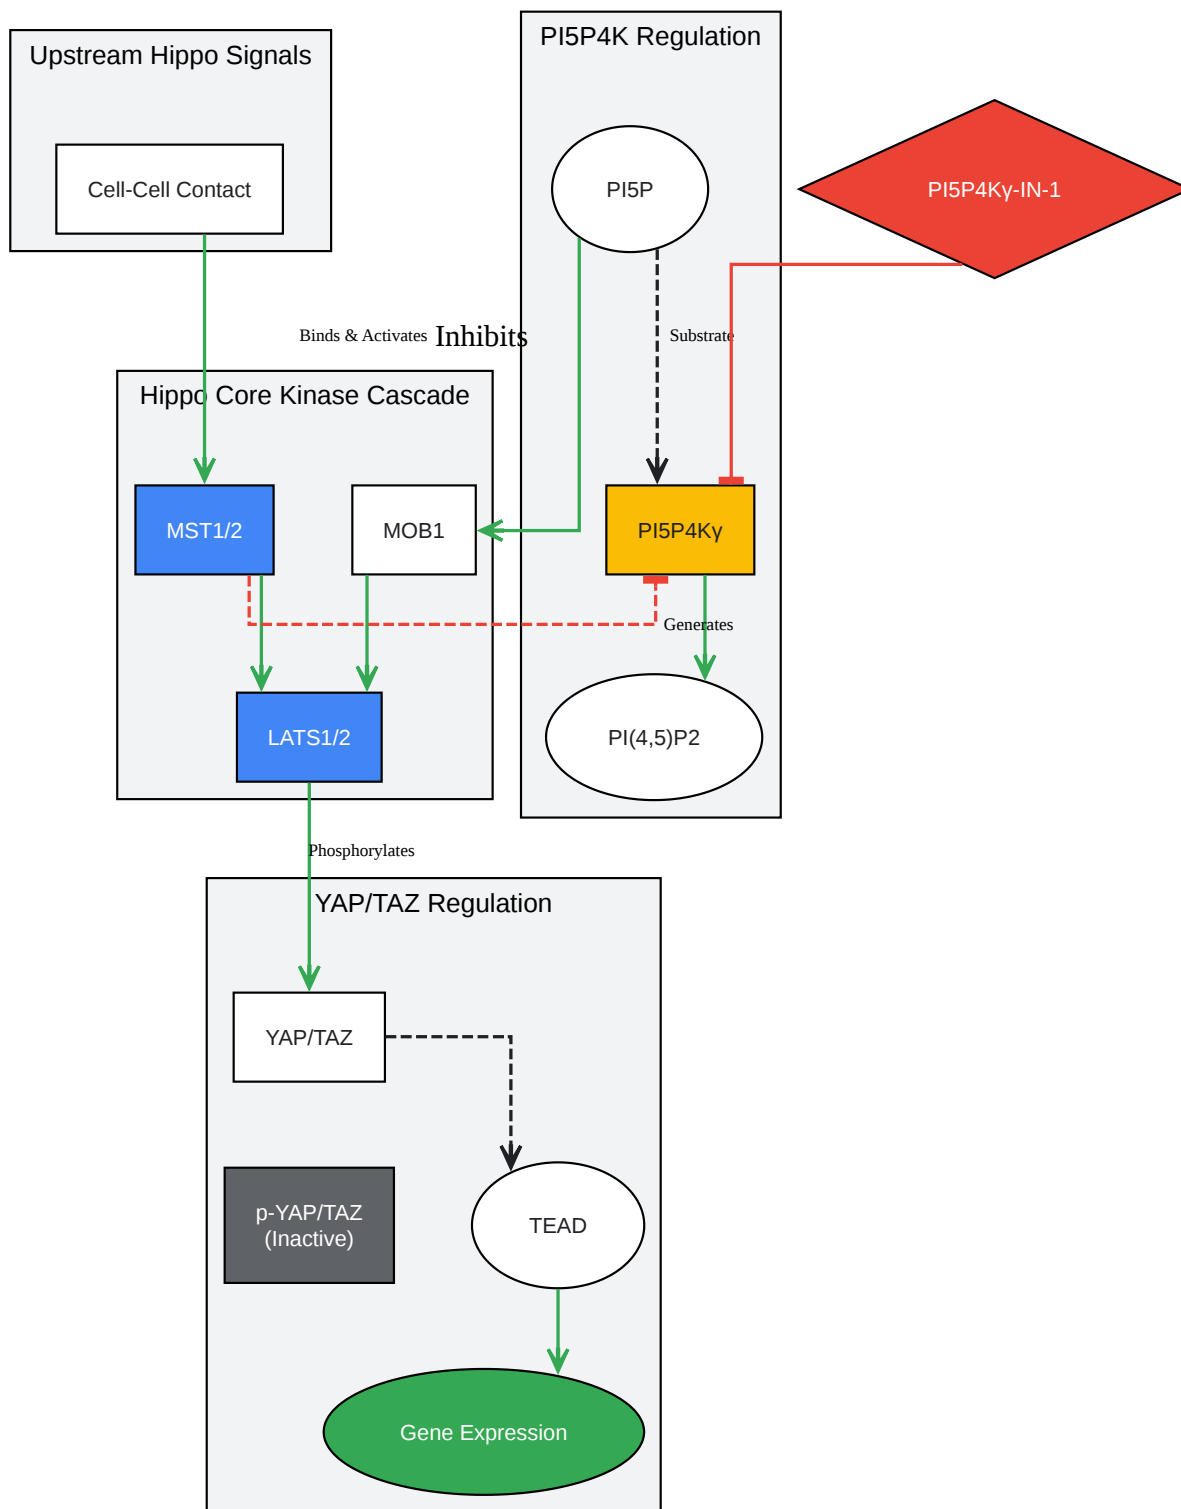 Upstream Hippo Signals
PI5P4K Regulation
Cell-Cell Contact
PI5P
PI5P4Kγ-IN-1
Binds & Activates
Inhibits
Substrate
Hippo Core Kinase Cascade
MST1/2
MOB1
PI5P4Kγ
Generates
LATS1/2
PI(4,5)P2
Phosphorylates
YAP/TAZ Regulation
YAP/TAZ
p-YAP/TAZ
(Inactive)
TEAD
Gene Expression